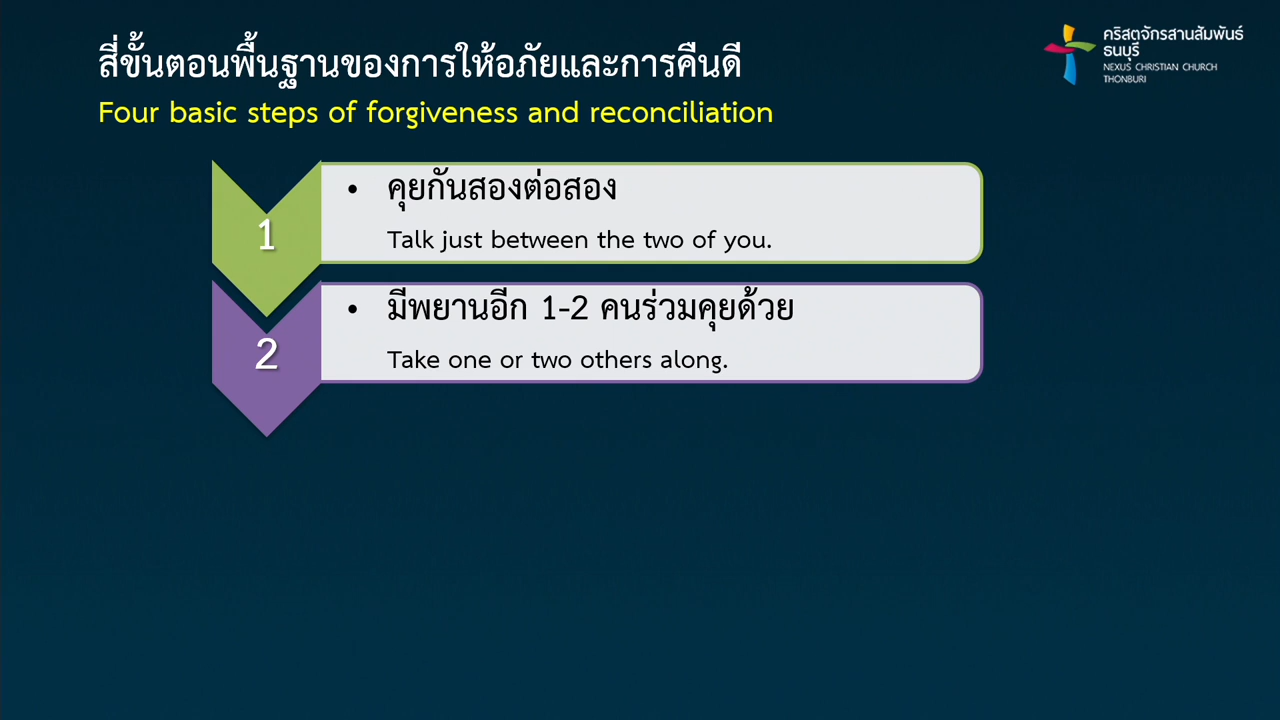 สี่ขั้นตอนพื้นฐานของการให้อภัยและการคืนดี
Four basic steps of forgiveness and reconciliation
คริสตจักรสานสัมพันธ์
ธนบุรี
NEXUS CHRISTIAN CHURCH
THONBURI
1
• คุยกันสองต่อสอง
Talk just between the two of you.
2
• มีพยานอีก 1-2 คนร่วมคุยด้วย
Take one or two others along.